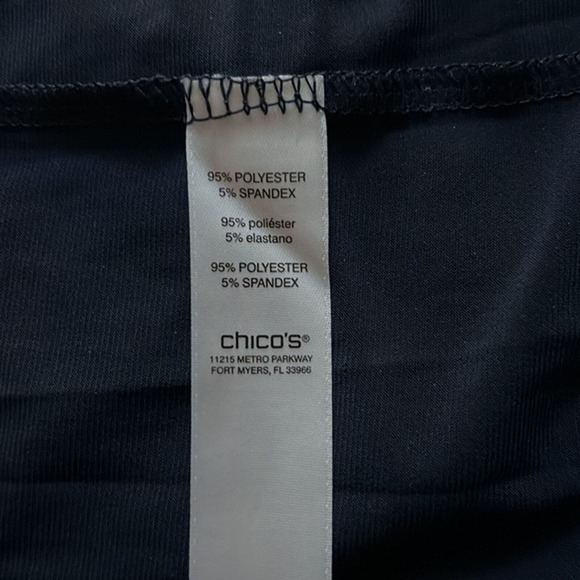 95% POLYESTER
5% SPANDEX
95% poliéster
5% elastano
95% POLYESTER
5% SPANDEX
chico's®
11215 METRO PARKWAY
FORT MYERS, FL 33966